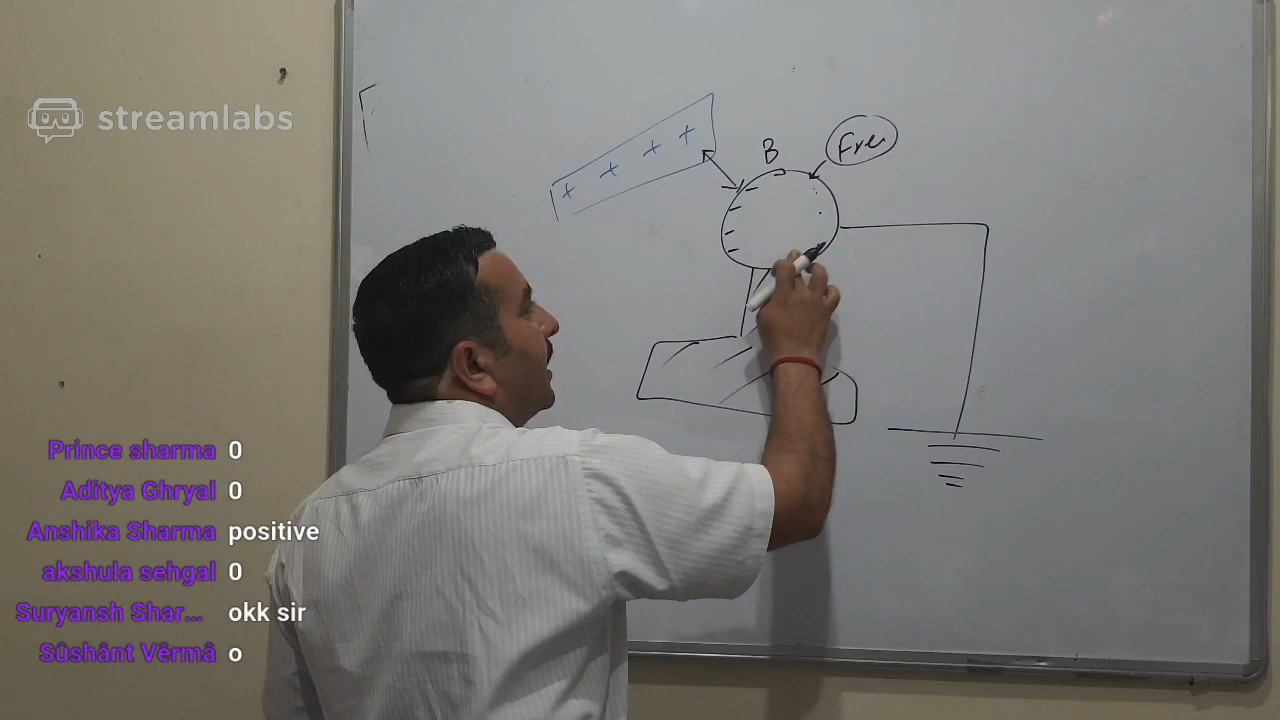 streamlabs
B
Free
+ + + +
- - - - - -
Prince sharma 0
Aditya Ghryal 0
Anshika Sharma positive
akshula sehgal 0
Suryansh Shar... okk sir
Sûshânt Vêrmâ o